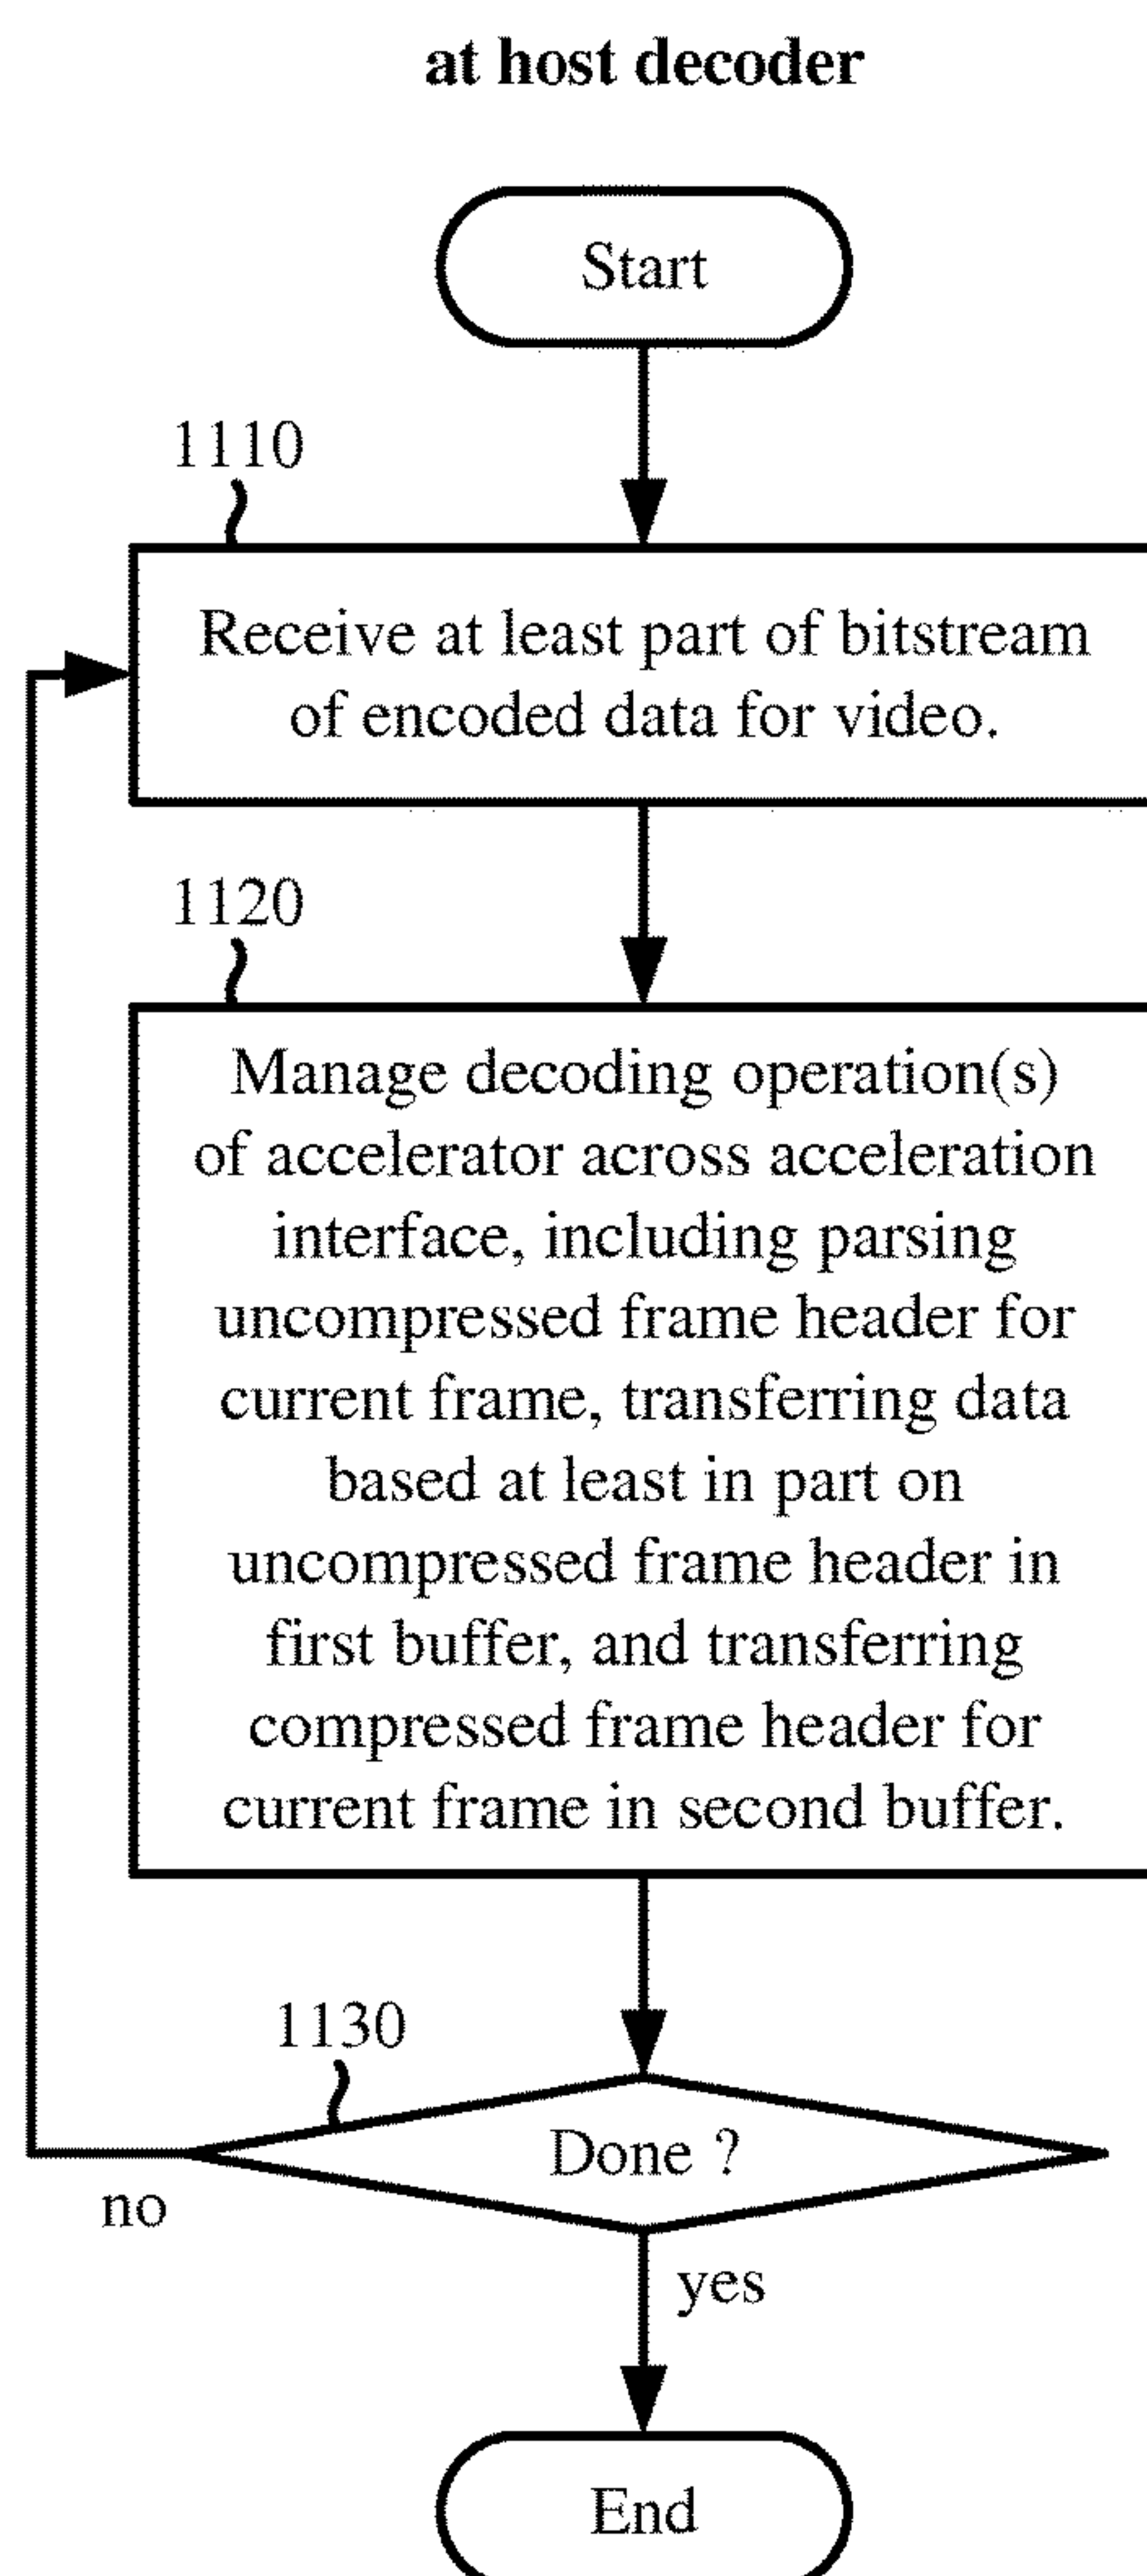 at host decoder
Start
1110
Receive at least part of bitstream
of encoded data for video.
1120
Manage decoding operation(s)
of accelerator across acceleration
interface, including parsing
uncompressed frame header for
current frame, transferring data
based at least in part on
uncompressed frame header in
first buffer, and transferring
compressed frame header for
current frame in second buffer.
1130
Done ?
no
yes
End